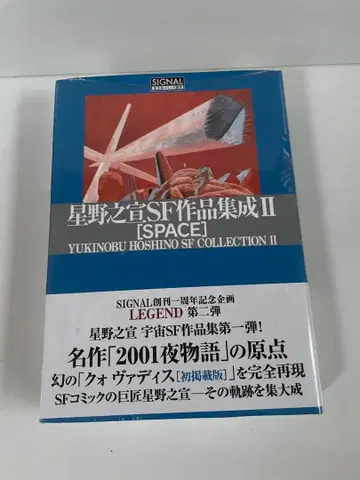 SIGNAL
星野之宣SF作品集成II
[SPACE]
YUKINOBU HOSHINO SF COLLECTION II
SIGNAL創刊一周年記念企画
LEGEND 第二弾
星野之宣 宇宙SF作品集第一弾!
名作「2001夜物語」の原点
幻の「クォ ヴァディス[初掲載版]」を完全再現
SFコミックの巨匠星野之宣―その軌跡を集大成